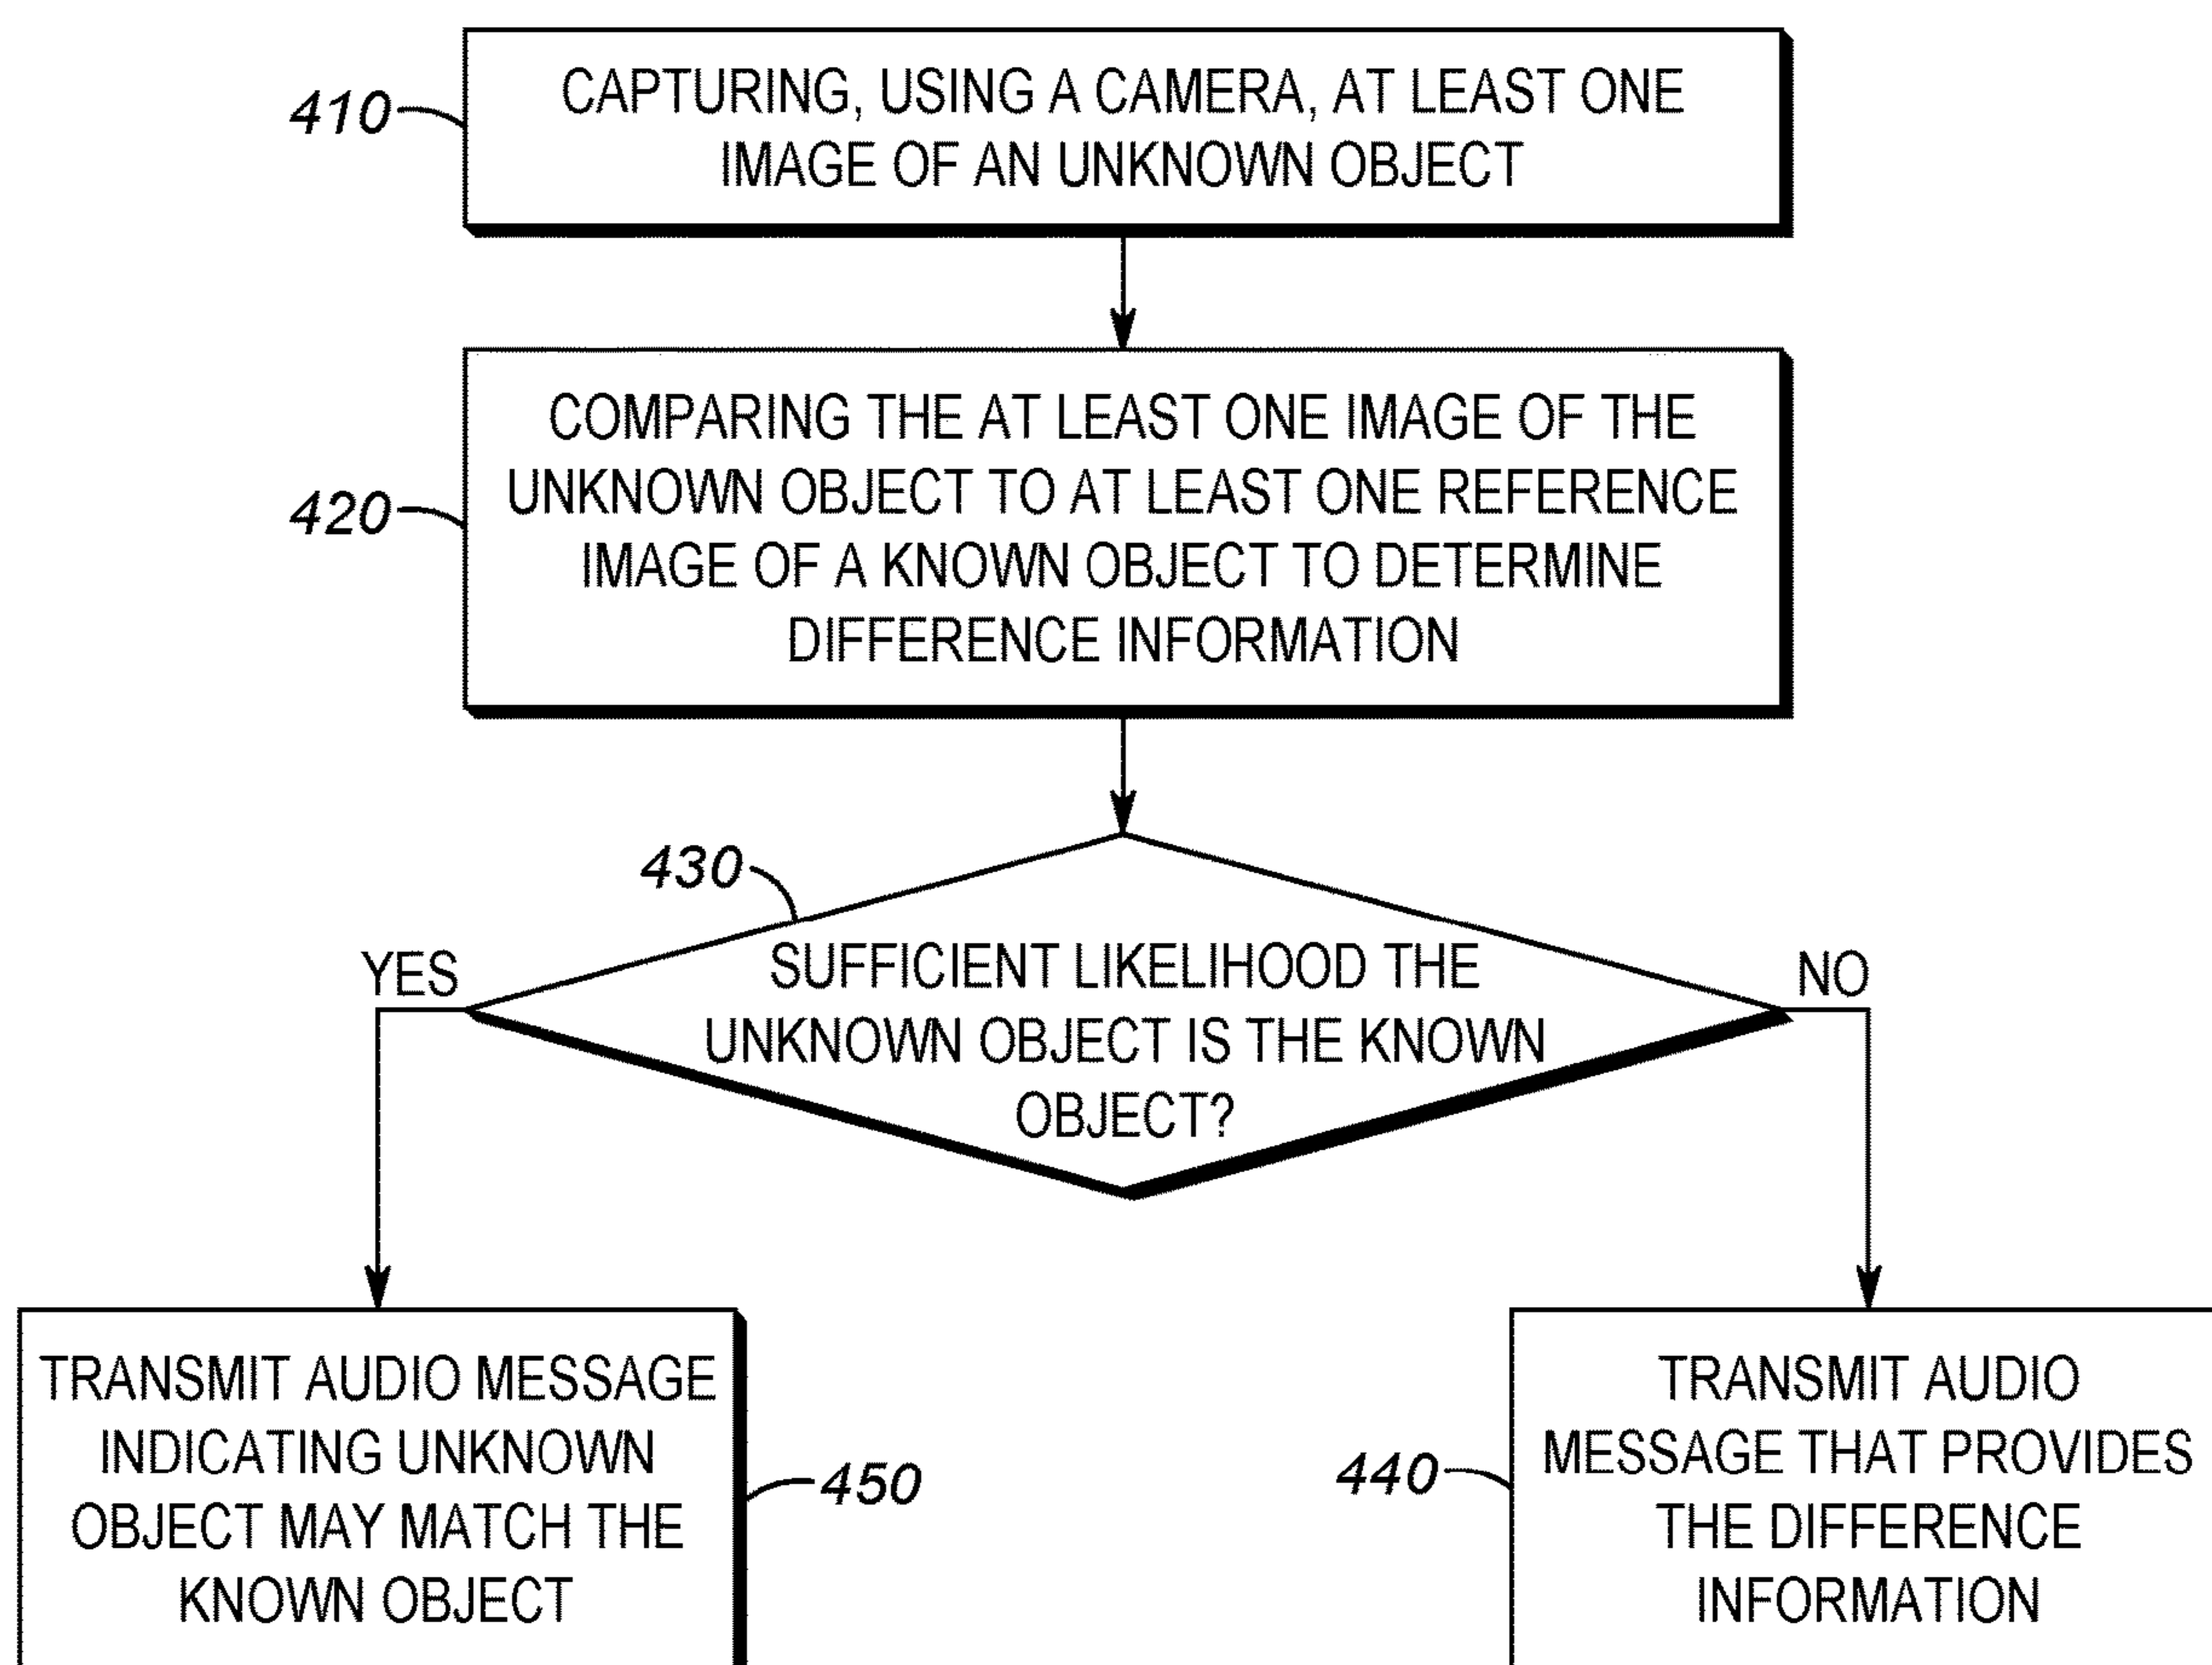 410
CAPTURING, USING A CAMERA, AT LEAST ONE
IMAGE OF AN UNKNOWN OBJECT
420
COMPARING THE AT LEAST ONE IMAGE OF THE
UNKNOWN OBJECT TO AT LEAST ONE REFERENCE
IMAGE OF A KNOWN OBJECT TO DETERMINE
DIFFERENCE INFORMATION
430
YES
SUFFICIENT LIKELIHOOD THE
UNKNOWN OBJECT IS THE KNOWN
OBJECT?
NO
TRANSMIT AUDIO MESSAGE
INDICATING UNKNOWN
OBJECT MAY MATCH THE
KNOWN OBJECT
450
440
TRANSMIT AUDIO
MESSAGE THAT PROVIDES
THE DIFFERENCE
INFORMATION